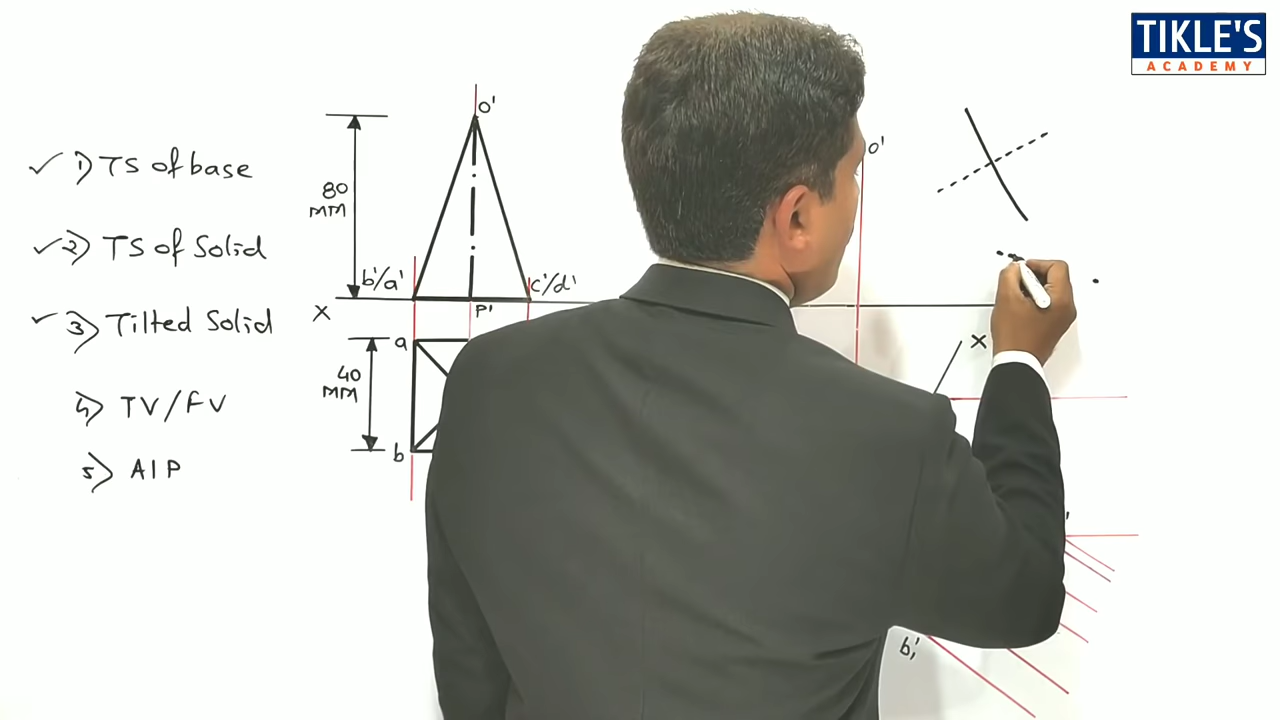 TIKLE'S
ACADEMY
✓ 1) TS of base
✓ 2) TS of Solid
✓ 3) Tilted Solid
4) TV/FV
5) AIP
O'
80
MM
b'/a'
c'/d'
X
P'
a
40
MM
b
O'
X
b₁'